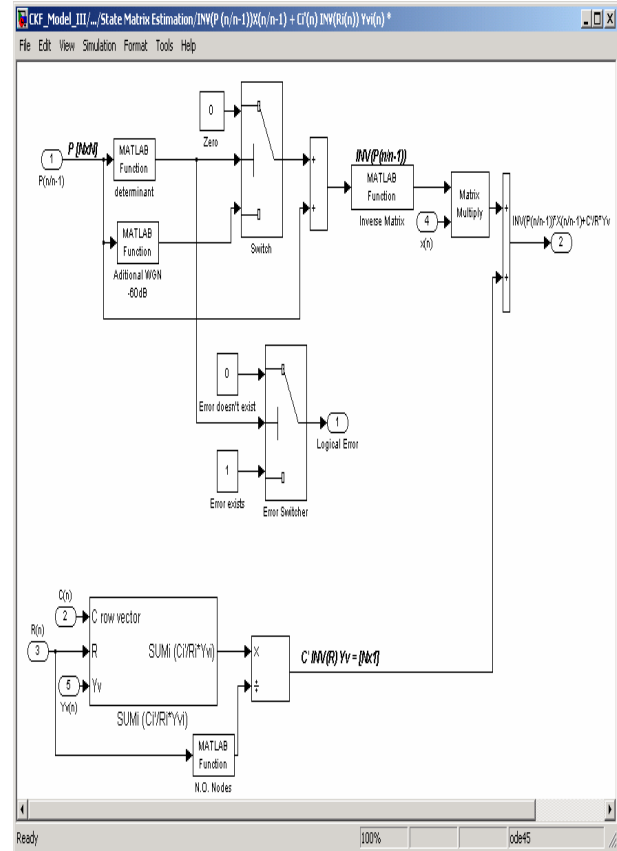 CKF_Model_III/.../State Matrix Estimation/INV(P (n/n-1))X(n/n-1) + Ci'(n) INV(Ri(n)) Yvi(n) *
File Edit View Simulation Format Tools Help
0
Zero
1
P(n/n-1)
P [NxN]
MATLAB
Function
determinant
MATLAB
Function
Aditional WGN
-60dB
Switch
+
+
INV(P(n/n-1))
MATLAB
Function
Inverse Matrix
4
x(n)
Matrix
Multiply
+
+
INV(P(n/n-1))*X(n/n-1)+C'/R*Yv
2
0
Error doesn't exist
1
Error exists
Error Switcher
1
Logical Error
C(n)
2
R(n)
3
5
Yv(n)
C row vector
R
Yv
SUMi (Ci'/Ri*Yvi)
SUMi (Ci'/Ri*Yvi)
×
÷
C' INV(R) Yv = [Nx1]
MATLAB
Function
N.O. Nodes
Ready
100%
ode45